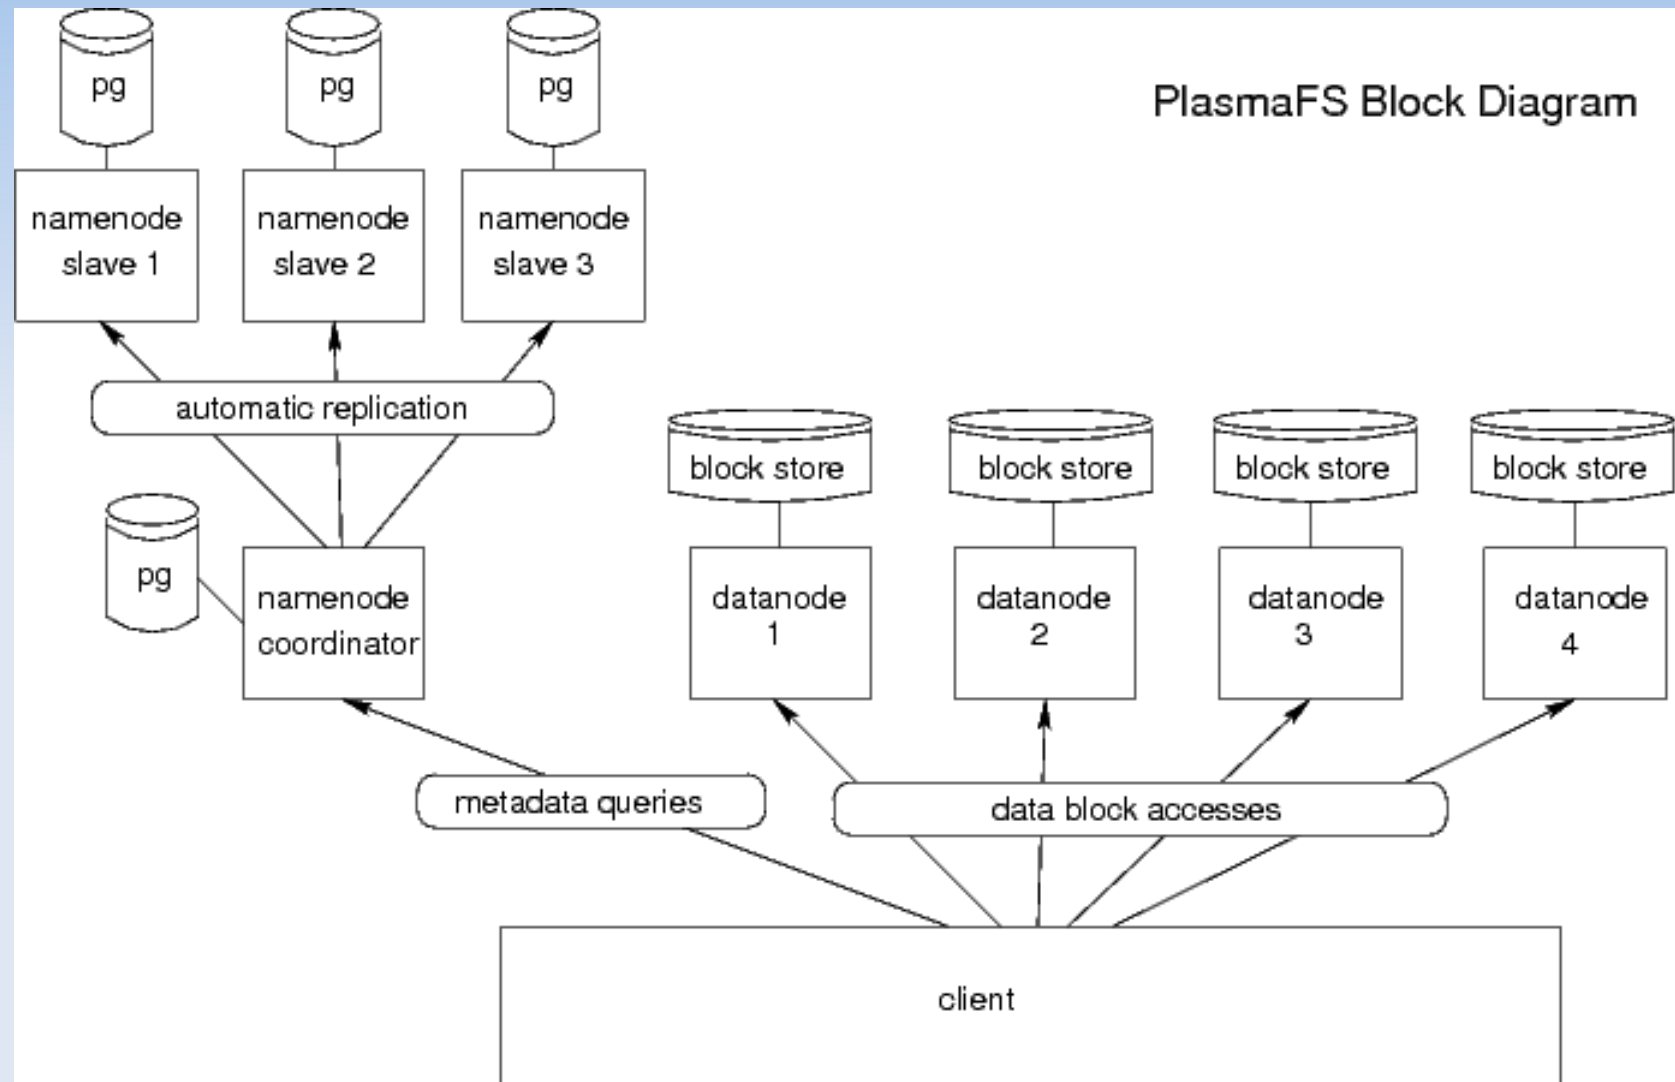 PlasmaFS Block Diagram
pg
pg
pg
namenode
slave 1
namenode
slave 2
namenode
slave 3
automatic replication
pg
namenode
coordinator
block store
block store
block store
block store
datanode
1
datanode
2
datanode
3
datanode
4
metadata queries
data block accesses
client